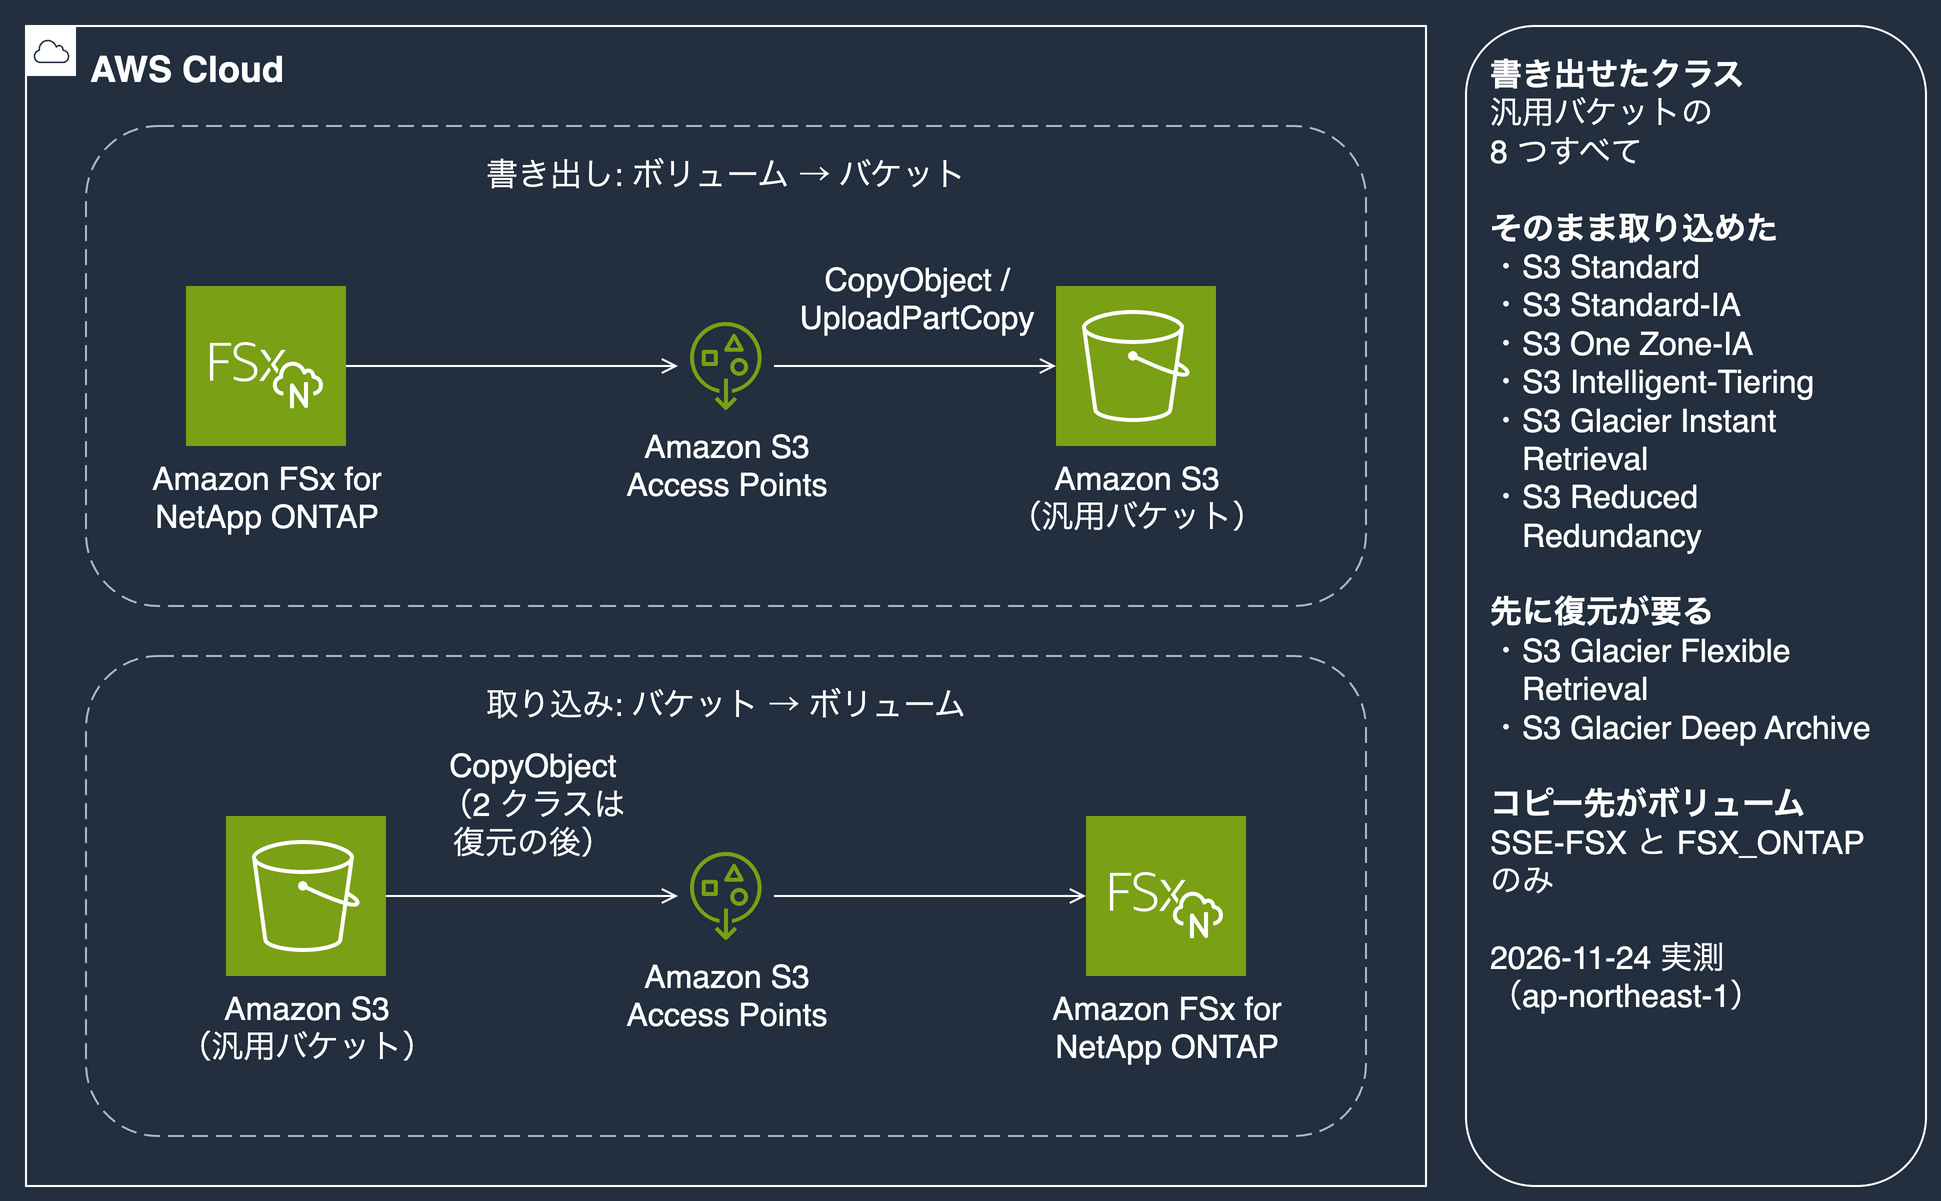 AWS Cloud
書き出し: ボリューム → バケット
CopyObject /
UploadPartCopy
FSx
N
Amazon FSx for
NetApp ONTAP
Amazon S3
Access Points
Amazon S3
（汎用バケット）
取り込み: バケット → ボリューム
CopyObject
（2 クラスは
復元の後）
Amazon S3
（汎用バケット）
Amazon S3
Access Points
FSx
N
Amazon FSx for
NetApp ONTAP
書き出せたクラス
汎用バケットの
8 つすべて
そのまま取り込めた
・S3 Standard
・S3 Standard-IA
・S3 One Zone-IA
・S3 Intelligent-Tiering
・S3 Glacier Instant
Retrieval
・S3 Reduced
Redundancy
先に復元が要る
・S3 Glacier Flexible
Retrieval
・S3 Glacier Deep Archive
コピー先がボリューム
SSE-FSX と FSX_ONTAP
のみ
2026-11-24 実測
（ap-northeast-1）